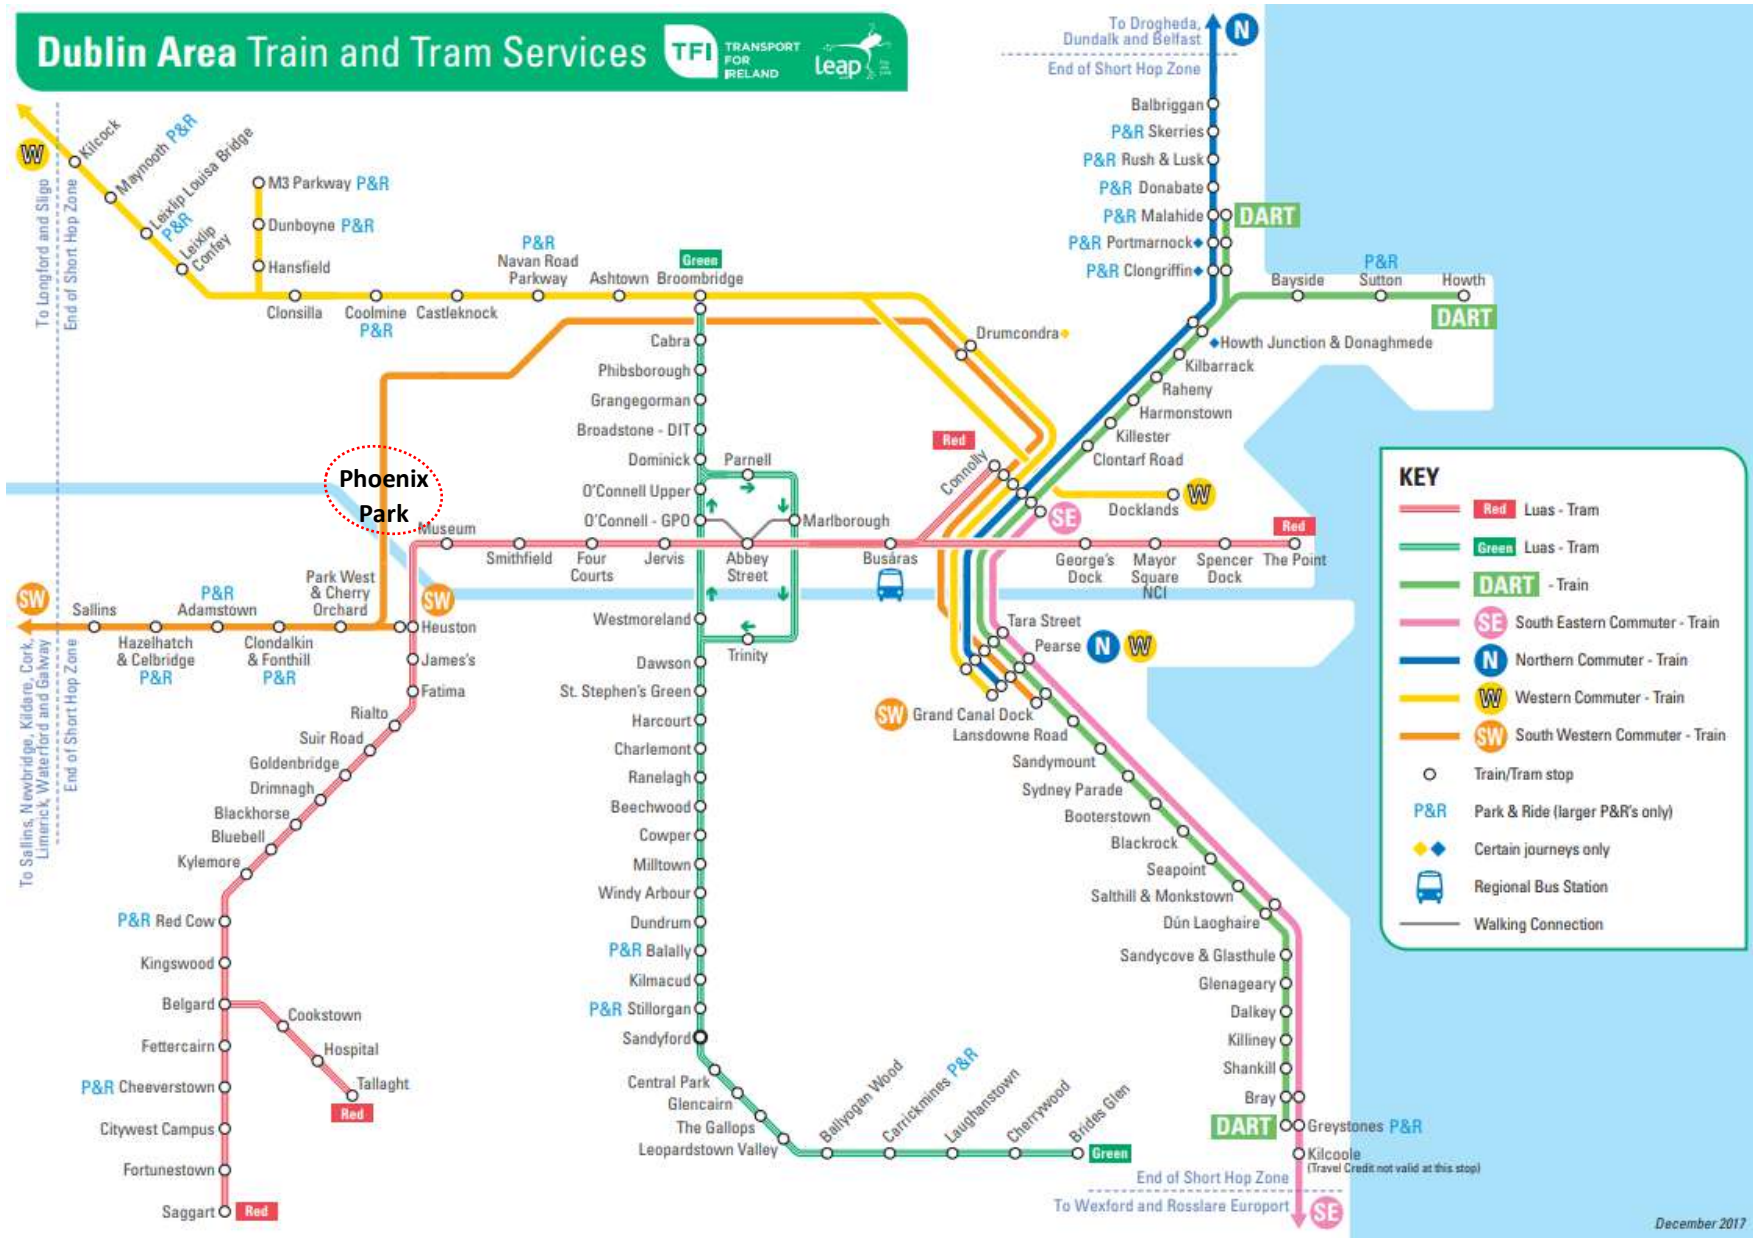 Dublin Area Train and Tram Services
TFI
TRANSPORT
FOR
IRELAND
leap
To Drogheda,
Dundalk and Belfast
N
End of Short Hop Zone
W
To Longford and Sligo
End of Short Hop Zone
Kilcock
Maynooth P&R
Leixlip Louisa Bridge
P&R
Leixlip
Confey
M3 Parkway P&R
Dunboyne P&R
Hansfield
Clonsilla
Coolmine
P&R
Castleknock
P&R
Navan Road
Parkway
Ashtown
Green
Broombridge
Drumcondra
Balbriggan
P&R Skerries
P&R Rush & Lusk
P&R Donabate
P&R Malahide
DART
P&R Portmarnock
P&R Clongriffin
Bayside
P&R
Sutton
Howth
DART
Howth Junction & Donaghmede
Kilbarrack
Raheny
Harmonstown
Killester
Clontarf Road
Cabra
Phibsborough
Grangegorman
Broadstone - DIT
Dominick
Parnell
O'Connell Upper
O'Connell - GPO
Marlborough
Red
Connolly
SE
Docklands
W
Phoenix
Park
Museum
Smithfield
Four
Courts
Jervis
Abbey
Street
Busáras
George's
Dock
Mayor
Square
NCI
Spencer
Dock
The Point
Red
SW
Sallins
Hazelhatch
& Celbridge
P&R
P&R
Adamstown
Clondalkin
& Fonthill
P&R
Park West
& Cherry
Orchard
SW
Heuston
To Sallins, Newbridge, Kildare, Cork,
Limerick, Waterford and Galway
End of Short Hop Zone
James's
Fatima
Rialto
Suir Road
Goldenbridge
Drimnagh
Blackhorse
Bluebell
Kylemore
P&R Red Cow
Kingswood
Belgard
Cookstown
Hospital
Tallaght
Red
Fettercairn
P&R Cheeverstown
Citywest Campus
Fortunestown
Saggart
Red
Westmoreland
Trinity
Dawson
St. Stephen's Green
Harcourt
Charlemont
Ranelagh
Beechwood
Cowper
Milltown
Windy Arbour
Dundrum
P&R Balally
Kilmacud
P&R Stillorgan
Sandyford
Central Park
Glencairn
The Gallops
Leopardstown Valley
Ballyogan Wood
Carrickmines P&R
Laughanstown
Cherrywood
Brides Glen
Green
Tara Street
Pearse
N
W
SW
Grand Canal Dock
Lansdowne Road
Sandymount
Sydney Parade
Booterstown
Blackrock
Seapoint
Salthill & Monkstown
Dún Laoghaire
Sandycove & Glasthule
Glenageary
Dalkey
Killiney
Shankill
Bray
DART
Greystones P&R
Kilcoole
(Travel Credit not valid at this stop)
End of Short Hop Zone
To Wexford and Rosslare Europort
SE
KEY
Red Luas - Tram
Green Luas - Tram
DART - Train
SE South Eastern Commuter - Train
N Northern Commuter - Train
W Western Commuter - Train
SW South Western Commuter - Train
Train/Tram stop
P&R Park & Ride (larger P&R's only)
Certain journeys only
Regional Bus Station
Walking Connection
December 2017